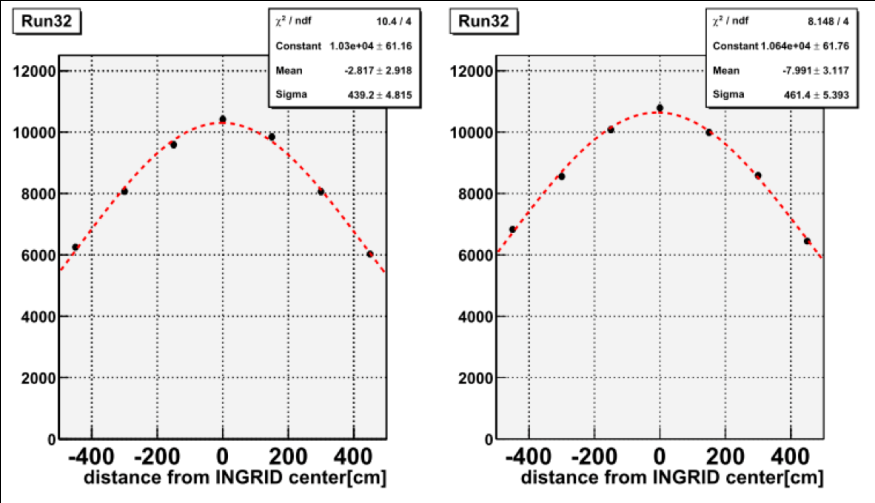 Run32
χ² / ndf 10.4 / 4
Constant 1.03e+04 ± 61.16
Mean -2.817 ± 2.918
Sigma 439.2 ± 4.815
12000
10000
8000
6000
4000
2000
0
-400 -200 0 200 400
distance from INGRID center[cm]
Run32
χ² / ndf 8.148 / 4
Constant 1.064e+04 ± 61.76
Mean -7.991 ± 3.117
Sigma 461.4 ± 5.393
12000
10000
8000
6000
4000
2000
0
-400 -200 0 200 400
distance from INGRID center[cm]